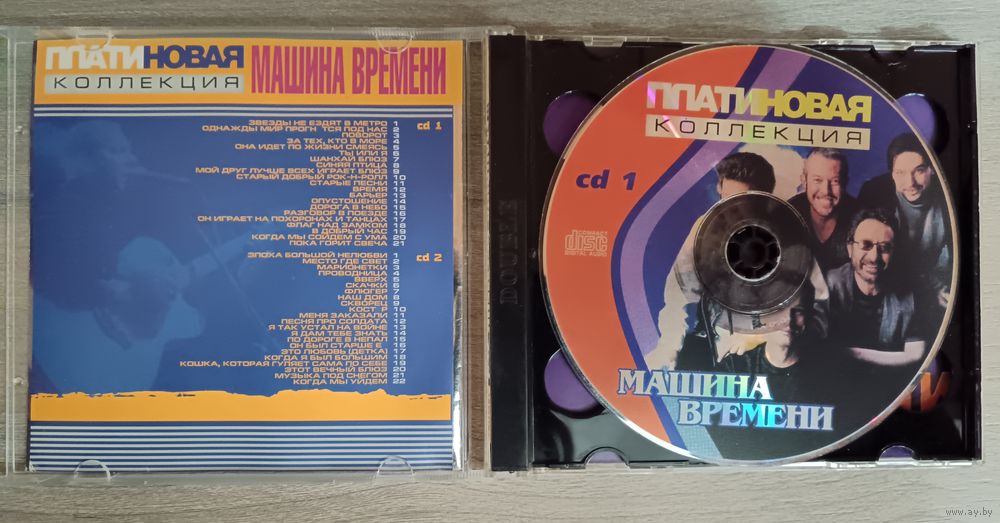 ПЛАТИНОВАЯ
КОЛЛЕКЦИЯ
МАШИНА ВРЕМЕНИ
ЗВЕЗДЫ НЕ ЕЗДЯТ В МЕТРО 1
cd 1
ОДНАЖДЫ МИР ПРОГН ТСЯ ПОД НАС 2
ПОВОРОТ 3
ЗА ТЕХ, КТО В МОРЕ 4
ОНА ИДЕТ ПО ЖИЗНИ СМЕЯСЬ 5
ТЫ ИЛИ Я 6
ШАНХАЙ БЛЮЗ 7
СИНЯЯ ПТИЦА 8
МОЙ ДРУГ ЛУЧШЕ ВСЕХ ИГРАЕТ БЛЮЗ 9
СТАРЫЙ ДОБРЫЙ РОК-Н-РОЛЛ 10
СТАРЫЕ ПЕСНИ 11
ВРЕМЯ 12
БАРЬЕР 13
ОПУСТОШЕНИЕ 14
ДОРОГА В НЕБО 15
РАЗГОВОР В ПОЕЗДЕ 16
ОН ИГРАЕТ НА ПОХОРОНАХ И ТАНЦАХ 17
ФЛАГ НАД ЗАМКОМ 18
В ДОБРЫЙ ЧАС 19
КОГДА МЫ СОЙДЕМ С УМА 20
ПОКА ГОРИТ СВЕЧА 21
ЭПОХА БОЛЬШОЙ НЕЛЮБВИ 1
cd 2
МЕСТО ГДЕ СВЕТ 2
МАРИОНЕТКИ 3
ПРОВОДНИЦА 4
ВВЕРХ 5
СКАЧКИ 6
ФЛЮГЕР 7
НАШ ДОМ 8
СКВОРЕЦ 9
КОСТ Р 10
МЕНЯ ЗАКАЗАЛИ 11
ПЕСНЯ ПРО СОЛДАТА 12
Я ТАК УСТАЛ НА ВОЙНЕ 13
Я ДАМ ТЕБЕ ЗНАТЬ 14
ПО ДОРОГЕ В НЕПАЛ 15
ОН БЫЛ СТАРШЕ Е 16
ЭТО ЛЮБОВЬ (ДЕТКА) 17
КОГДА Я БЫЛ БОЛЬШИМ 18
КОШКА, КОТОРАЯ ГУЛЯЕТ САМА ПО СЕБЕ 19
ЭТОТ ВЕЧНЫЙ БЛЮЗ 20
МУЗЫКА ПОД СНЕГОМ 21
КОГДА МЫ УЙДЕМ 22
DOUBLE
ПЛАТИНОВАЯ
КОЛЛЕКЦИЯ
cd 1
COMPACT
disc
DIGITAL AUDIO
МАШИНА
ВРЕМЕНИ
www.ay.by